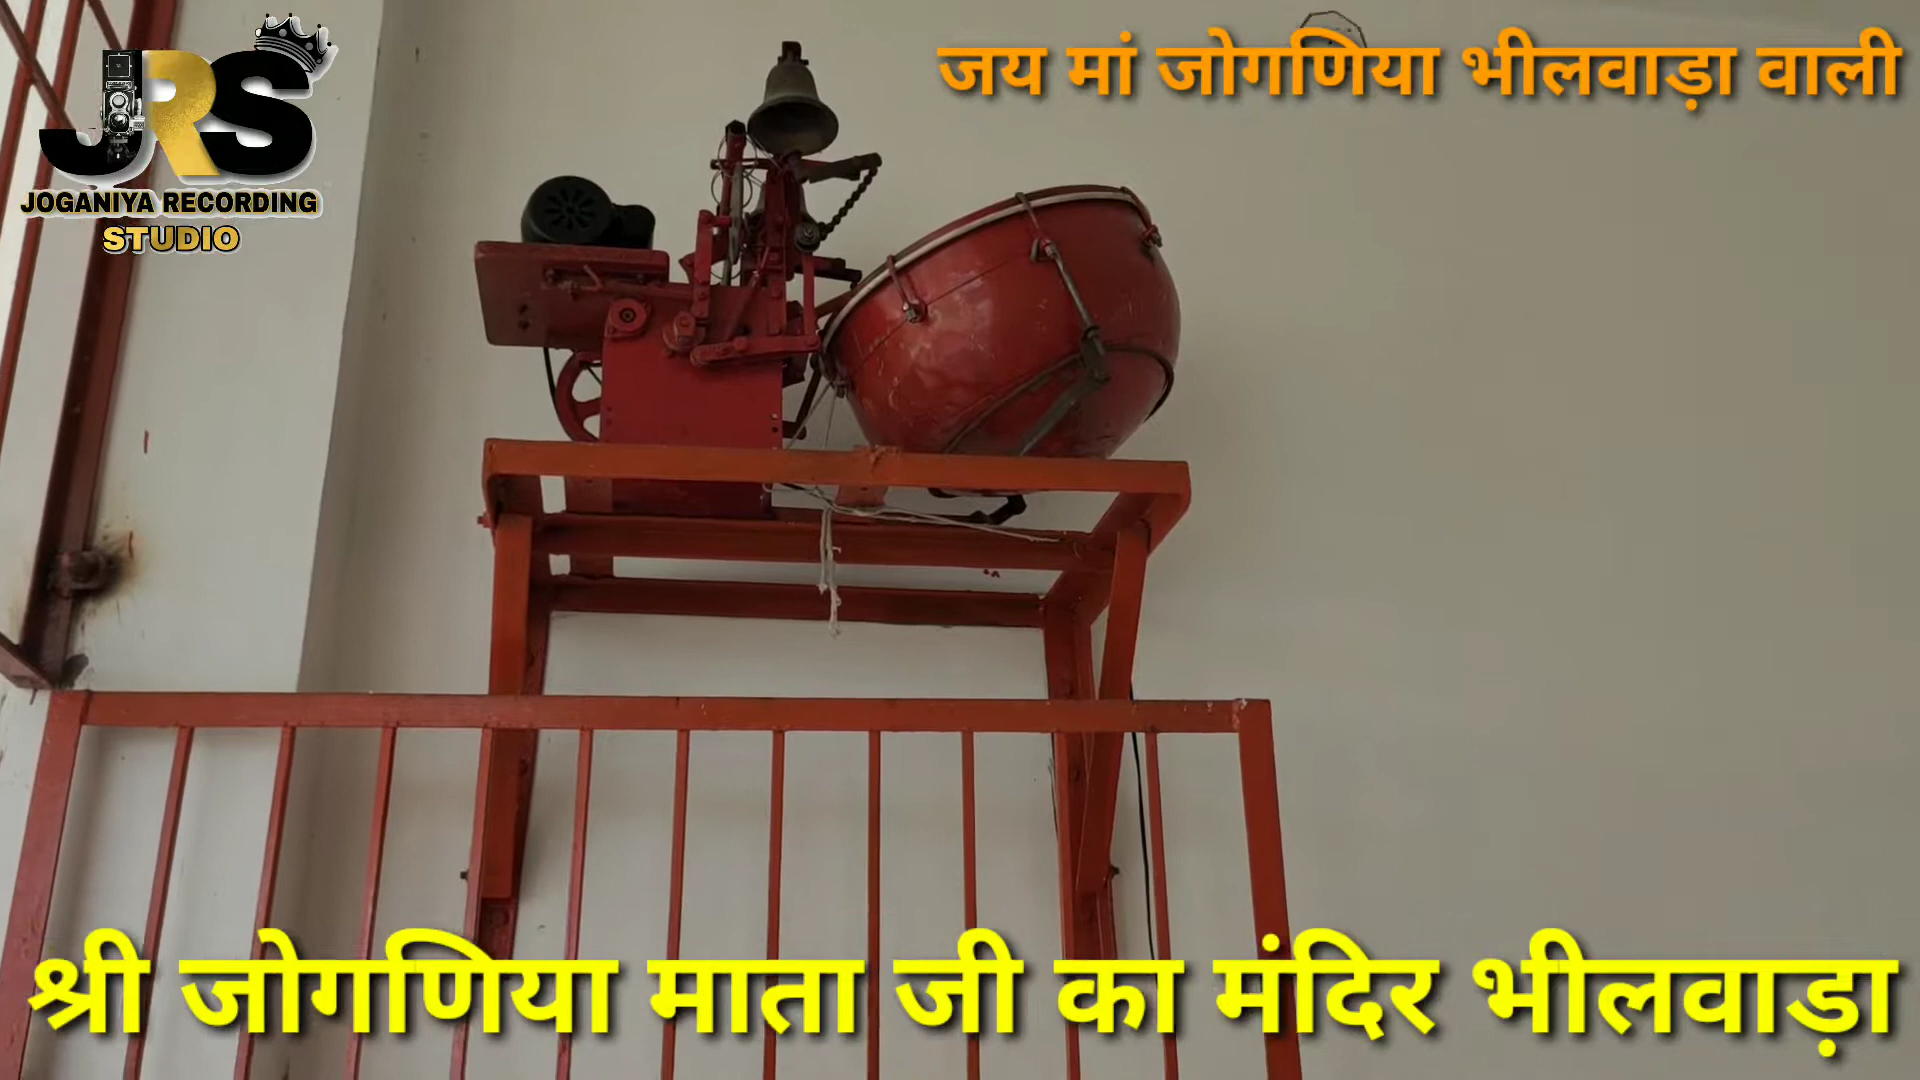 JRS
JOGANIYA RECORDING
STUDIO
जय मां जोगणिया भीलवाड़ा वाली
श्री जोगणिया माता जी का मंदिर भीलवाड़ा